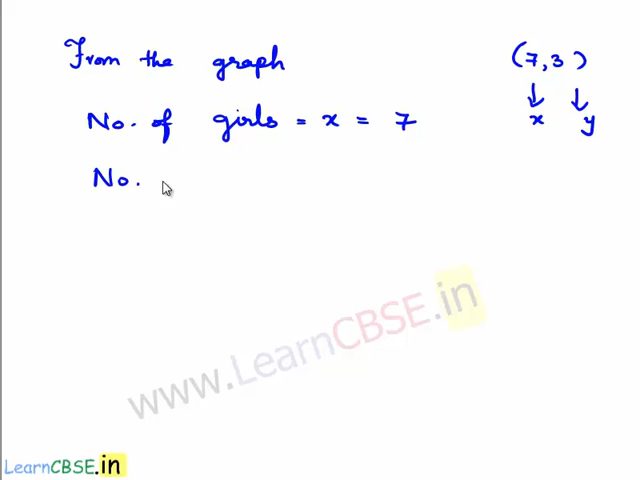 From the graph (7,3)
↓ ↓
No. of girls = x = 7 x y
No.
www.LearnCBSE.in
LearnCBSE.in